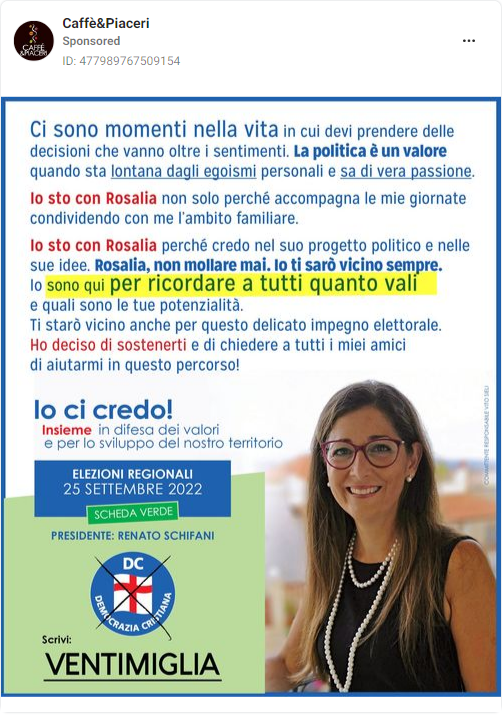 Caffè&Piaceri
Sponsored
ID: 477989767509154
CAFFÈ
&PIACERI
Ci sono momenti nella vita in cui devi prendere delle
decisioni che vanno oltre i sentimenti. La politica è un valore
quando sta lontana dagli egoismi personali e sa di vera passione.
Io sto con Rosalia non solo perché accompagna le mie giornate
condividendo con me l'ambito familiare.
Io sto con Rosalia perché credo nel suo progetto politico e nelle
sue idee. Rosalia, non mollare mai. Io ti sarò vicino sempre.
Io sono qui per ricordare a tutti quanto vali
e quali sono le tue potenzialità.
Ti starò vicino anche per questo delicato impegno elettorale.
Ho deciso di sostenerti e di chiedere a tutti i miei amici
di aiutarmi in questo percorso!
Io ci credo!
Insieme in difesa dei valori
e per lo sviluppo del nostro territorio
ELEZIONI REGIONALI
25 SETTEMBRE 2022
SCHEDA VERDE
PRESIDENTE: RENATO SCHIFANI
DC
DEMOCRAZIA CRISTIANA
Scrivi:
VENTIMIGLIA
COMMITTENTE RESPONSABILE VITO SIELI